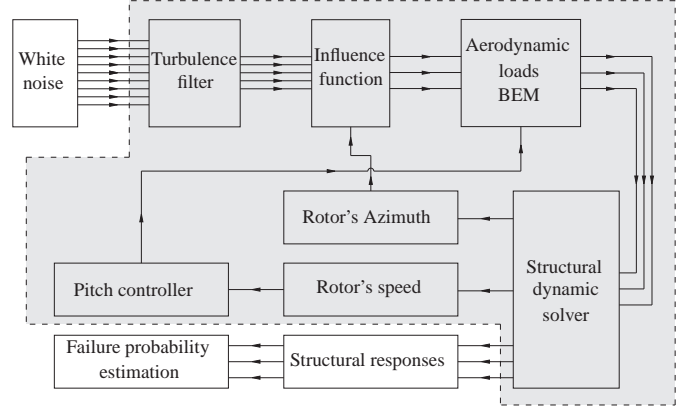 White
noise
Turbulence
filter
Influence
function
Aerodynamic
loads
BEM
Rotor's Azimuth
Pitch controller
Rotor's speed
Structural
dynamic
solver
Failure probability
estimation
Structural responses